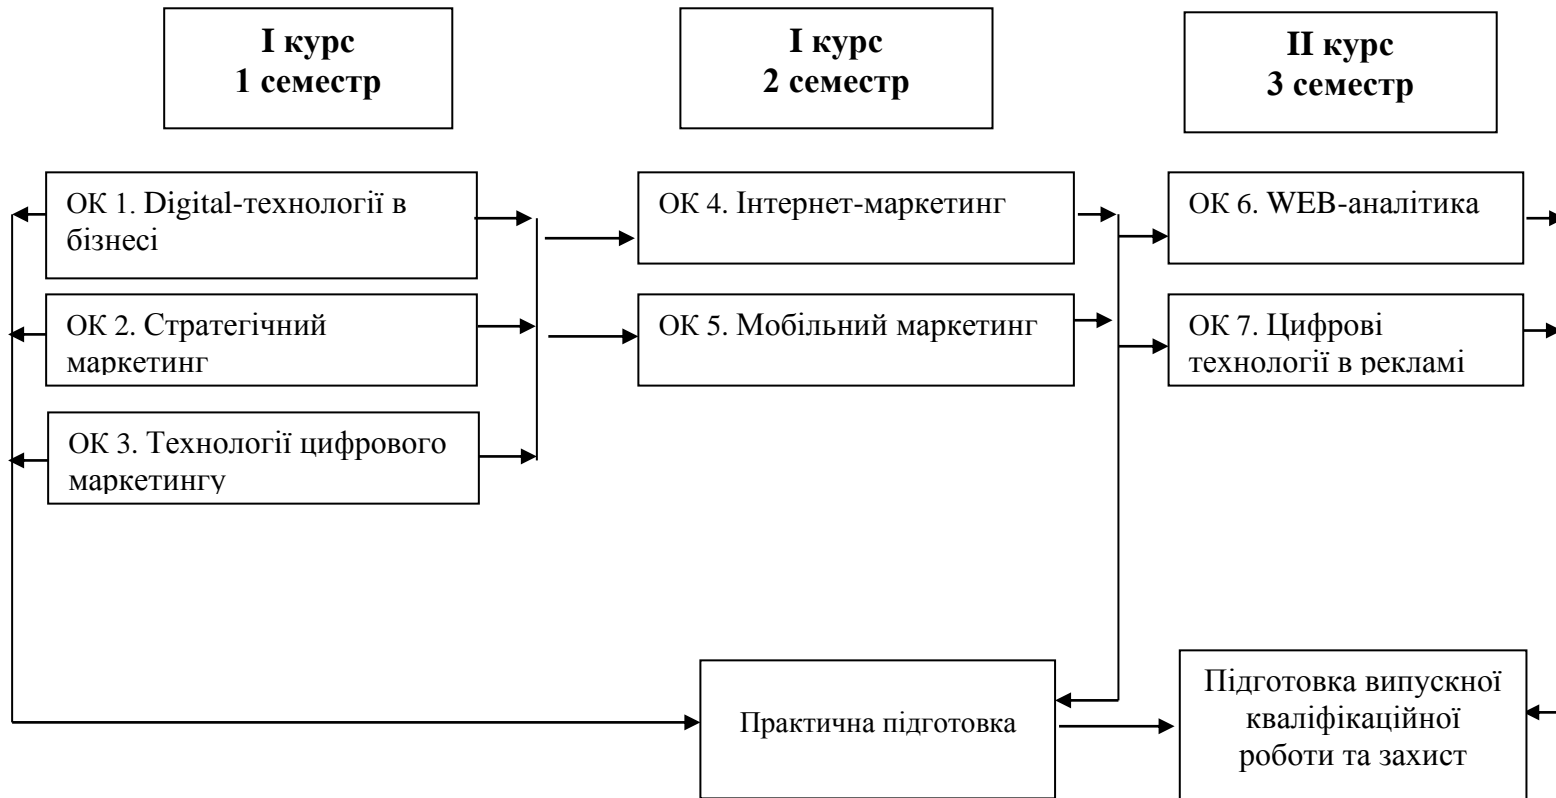 I курс
1 семестр
I курс
2 семестр
II курс
3 семестр
ОК 1. Digital-технології в
бізнесі
ОК 2. Стратегічний
маркетинг
ОК 3. Технології цифрового
маркетингу
ОК 4. Інтернет-маркетинг
ОК 5. Мобільний маркетинг
ОК 6. WEB-аналітика
ОК 7. Цифрові
технології в рекламі
Практична підготовка
Підготовка випускної
кваліфікаційної
роботи та захист